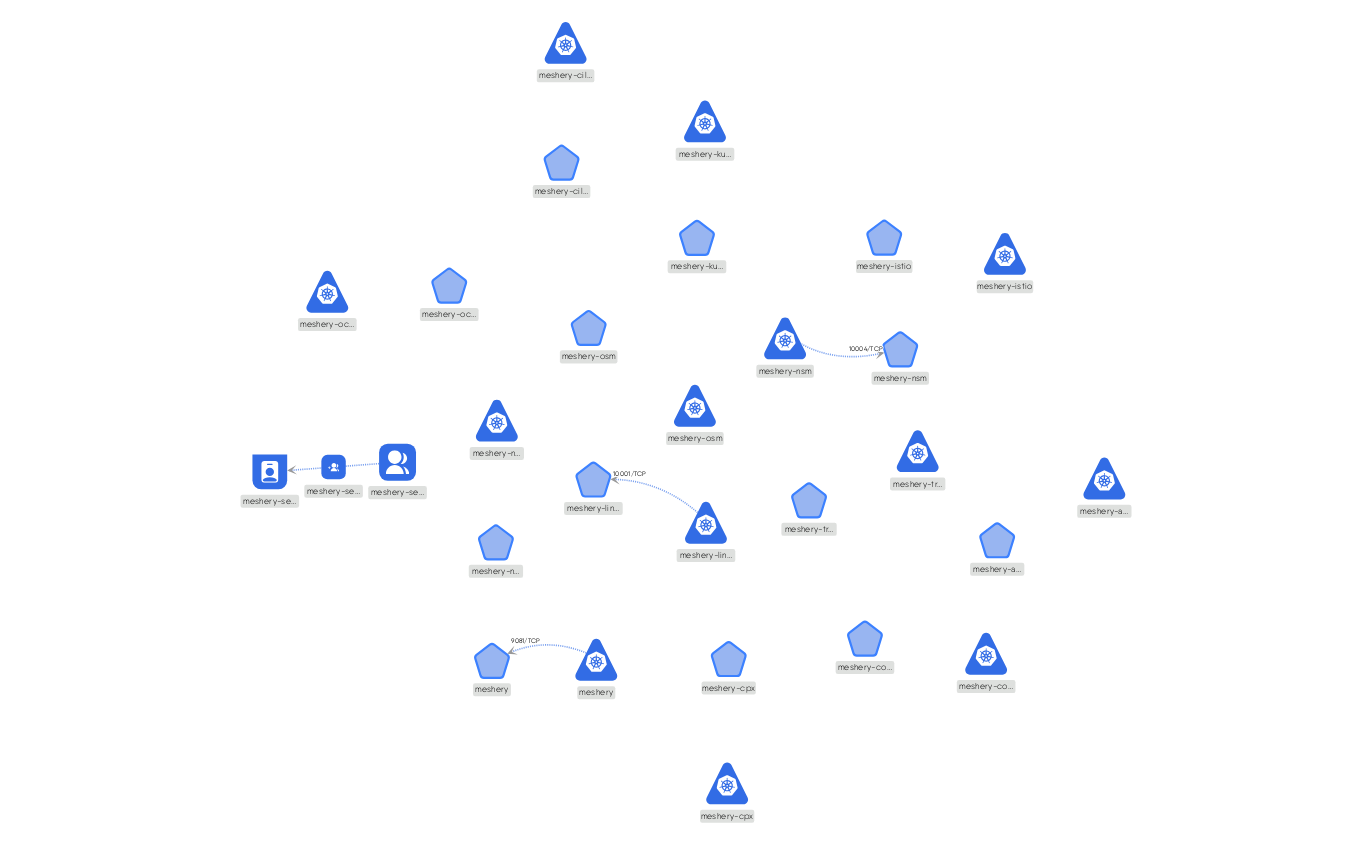 meshery-cil...
meshery-ku...
meshery-cil...
meshery-ku...
meshery-istio
meshery-istio
meshery-oc...
meshery-oc...
meshery-osm
10004/TCP
meshery-nsm
meshery-nsm
meshery-osm
meshery-n...
meshery-se...
meshery-se...
meshery-se...
10001/TCP
meshery-lin...
meshery-tr...
meshery-a...
meshery-tr...
meshery-lin...
meshery-n...
meshery-a...
9081/TCP
meshery
meshery
meshery-cpx
meshery-co...
meshery-co...
meshery-cpx